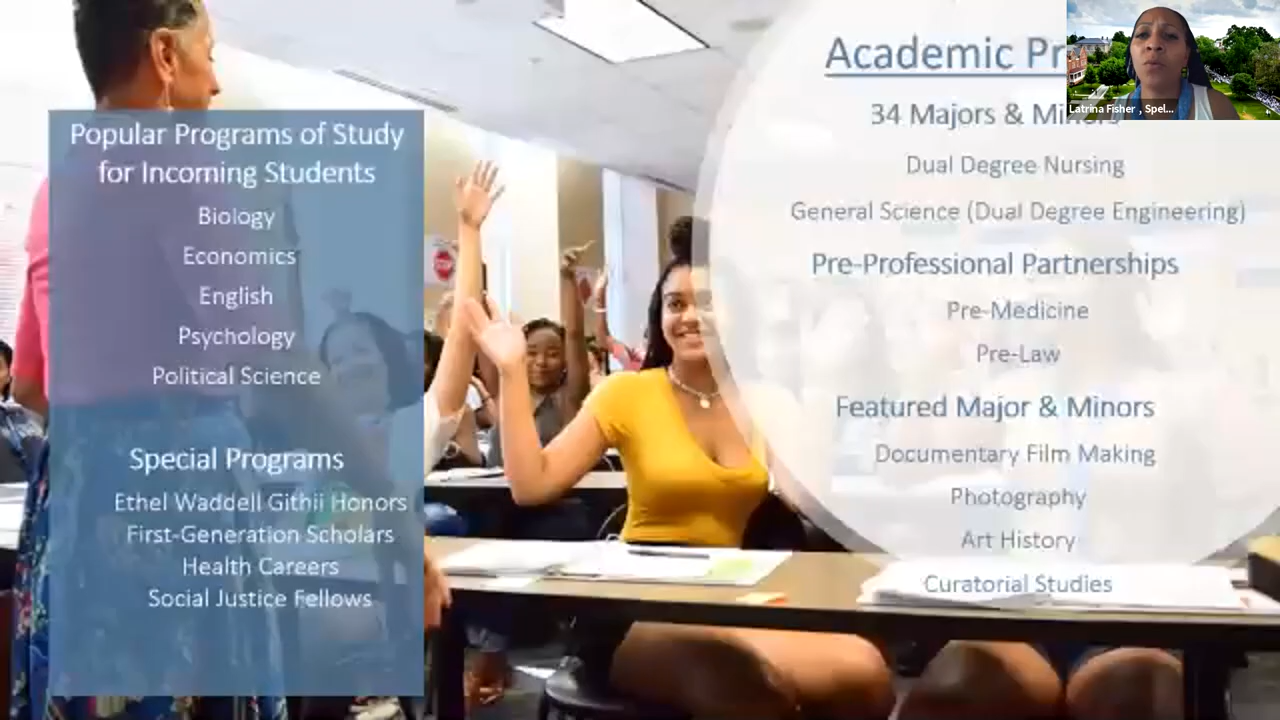 Popular Programs of Study
for Incoming Students
Biology
Economics
English
Psychology
Political Science
Special Programs
Ethel Waddell Githii Honors
First-Generation Scholars
Health Careers
Social Justice Fellows
Academic Pr
34 Majors & Minors
Dual Degree Nursing
General Science (Dual Degree Engineering)
Pre-Professional Partnerships
Pre-Medicine
Pre-Law
Featured Major & Minors
Documentary Film Making
Photography
Art History
Curatorial Studies
Latrina Fisher , Spel...